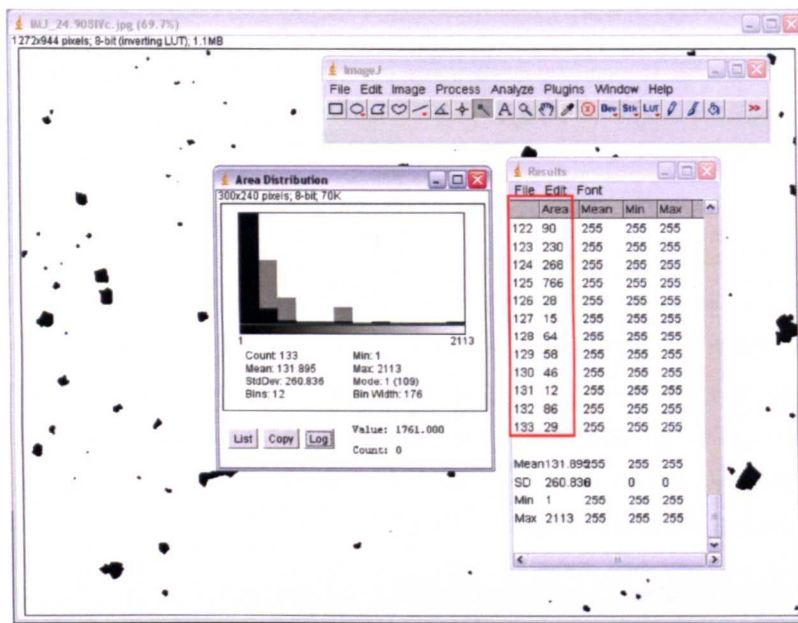 IMJ_24.90SIVc.jpg (69.7%)
1272x944 pixels; 8-bit (inverting LUT); 1.1MB
ImageJ
File Edit Image Process Analyze Plugins Window Help
A Dev Stk LUT >>
Area Distribution
300x240 pixels; 8-bit; 70K
1 2113
Count: 133 Min: 1
Mean: 131.895 Max: 2113
StdDev: 260.836 Mode: 1 (109)
Bins: 12 Bin Width: 176
List Copy Log Value: 1761.000
Count: 0
Results
File Edit Font
Area Mean Min Max
122 90 255 255 255
123 230 255 255 255
124 268 255 255 255
125 766 255 255 255
126 28 255 255 255
127 15 255 255 255
128 64 255 255 255
129 58 255 255 255
130 46 255 255 255
131 12 255 255 255
132 86 255 255 255
133 29 255 255 255
Mean 131.895 255 255 255
SD 260.836 0 0 0
Min 1 255 255 255
Max 2113 255 255 255